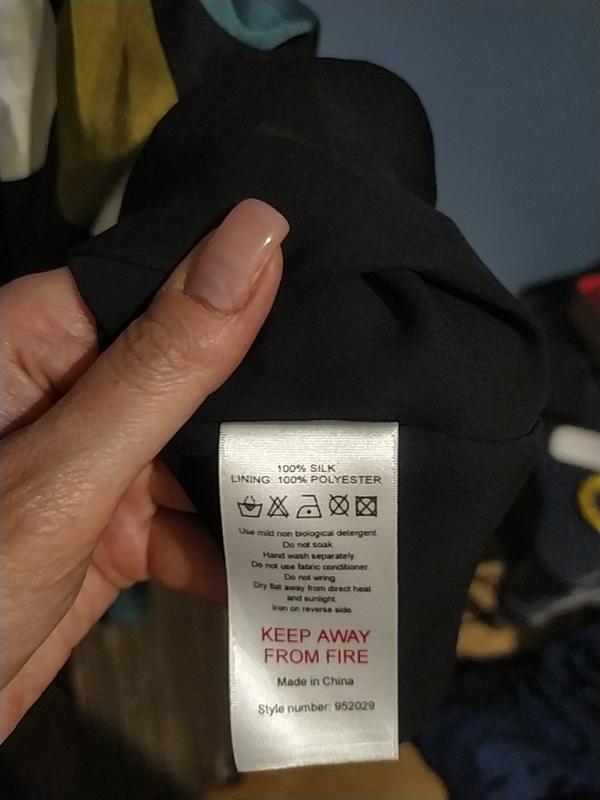 100% SILK
LINING: 100% POLYESTER
Use mild non biological detergent.
Do not soak.
Hand wash separately.
Do not use fabric conditioner.
Do not wring.
Dry flat away from direct heat
and sunlight.
Iron on reverse side.
KEEP AWAY
FROM FIRE
Made in China
Style number: 952029